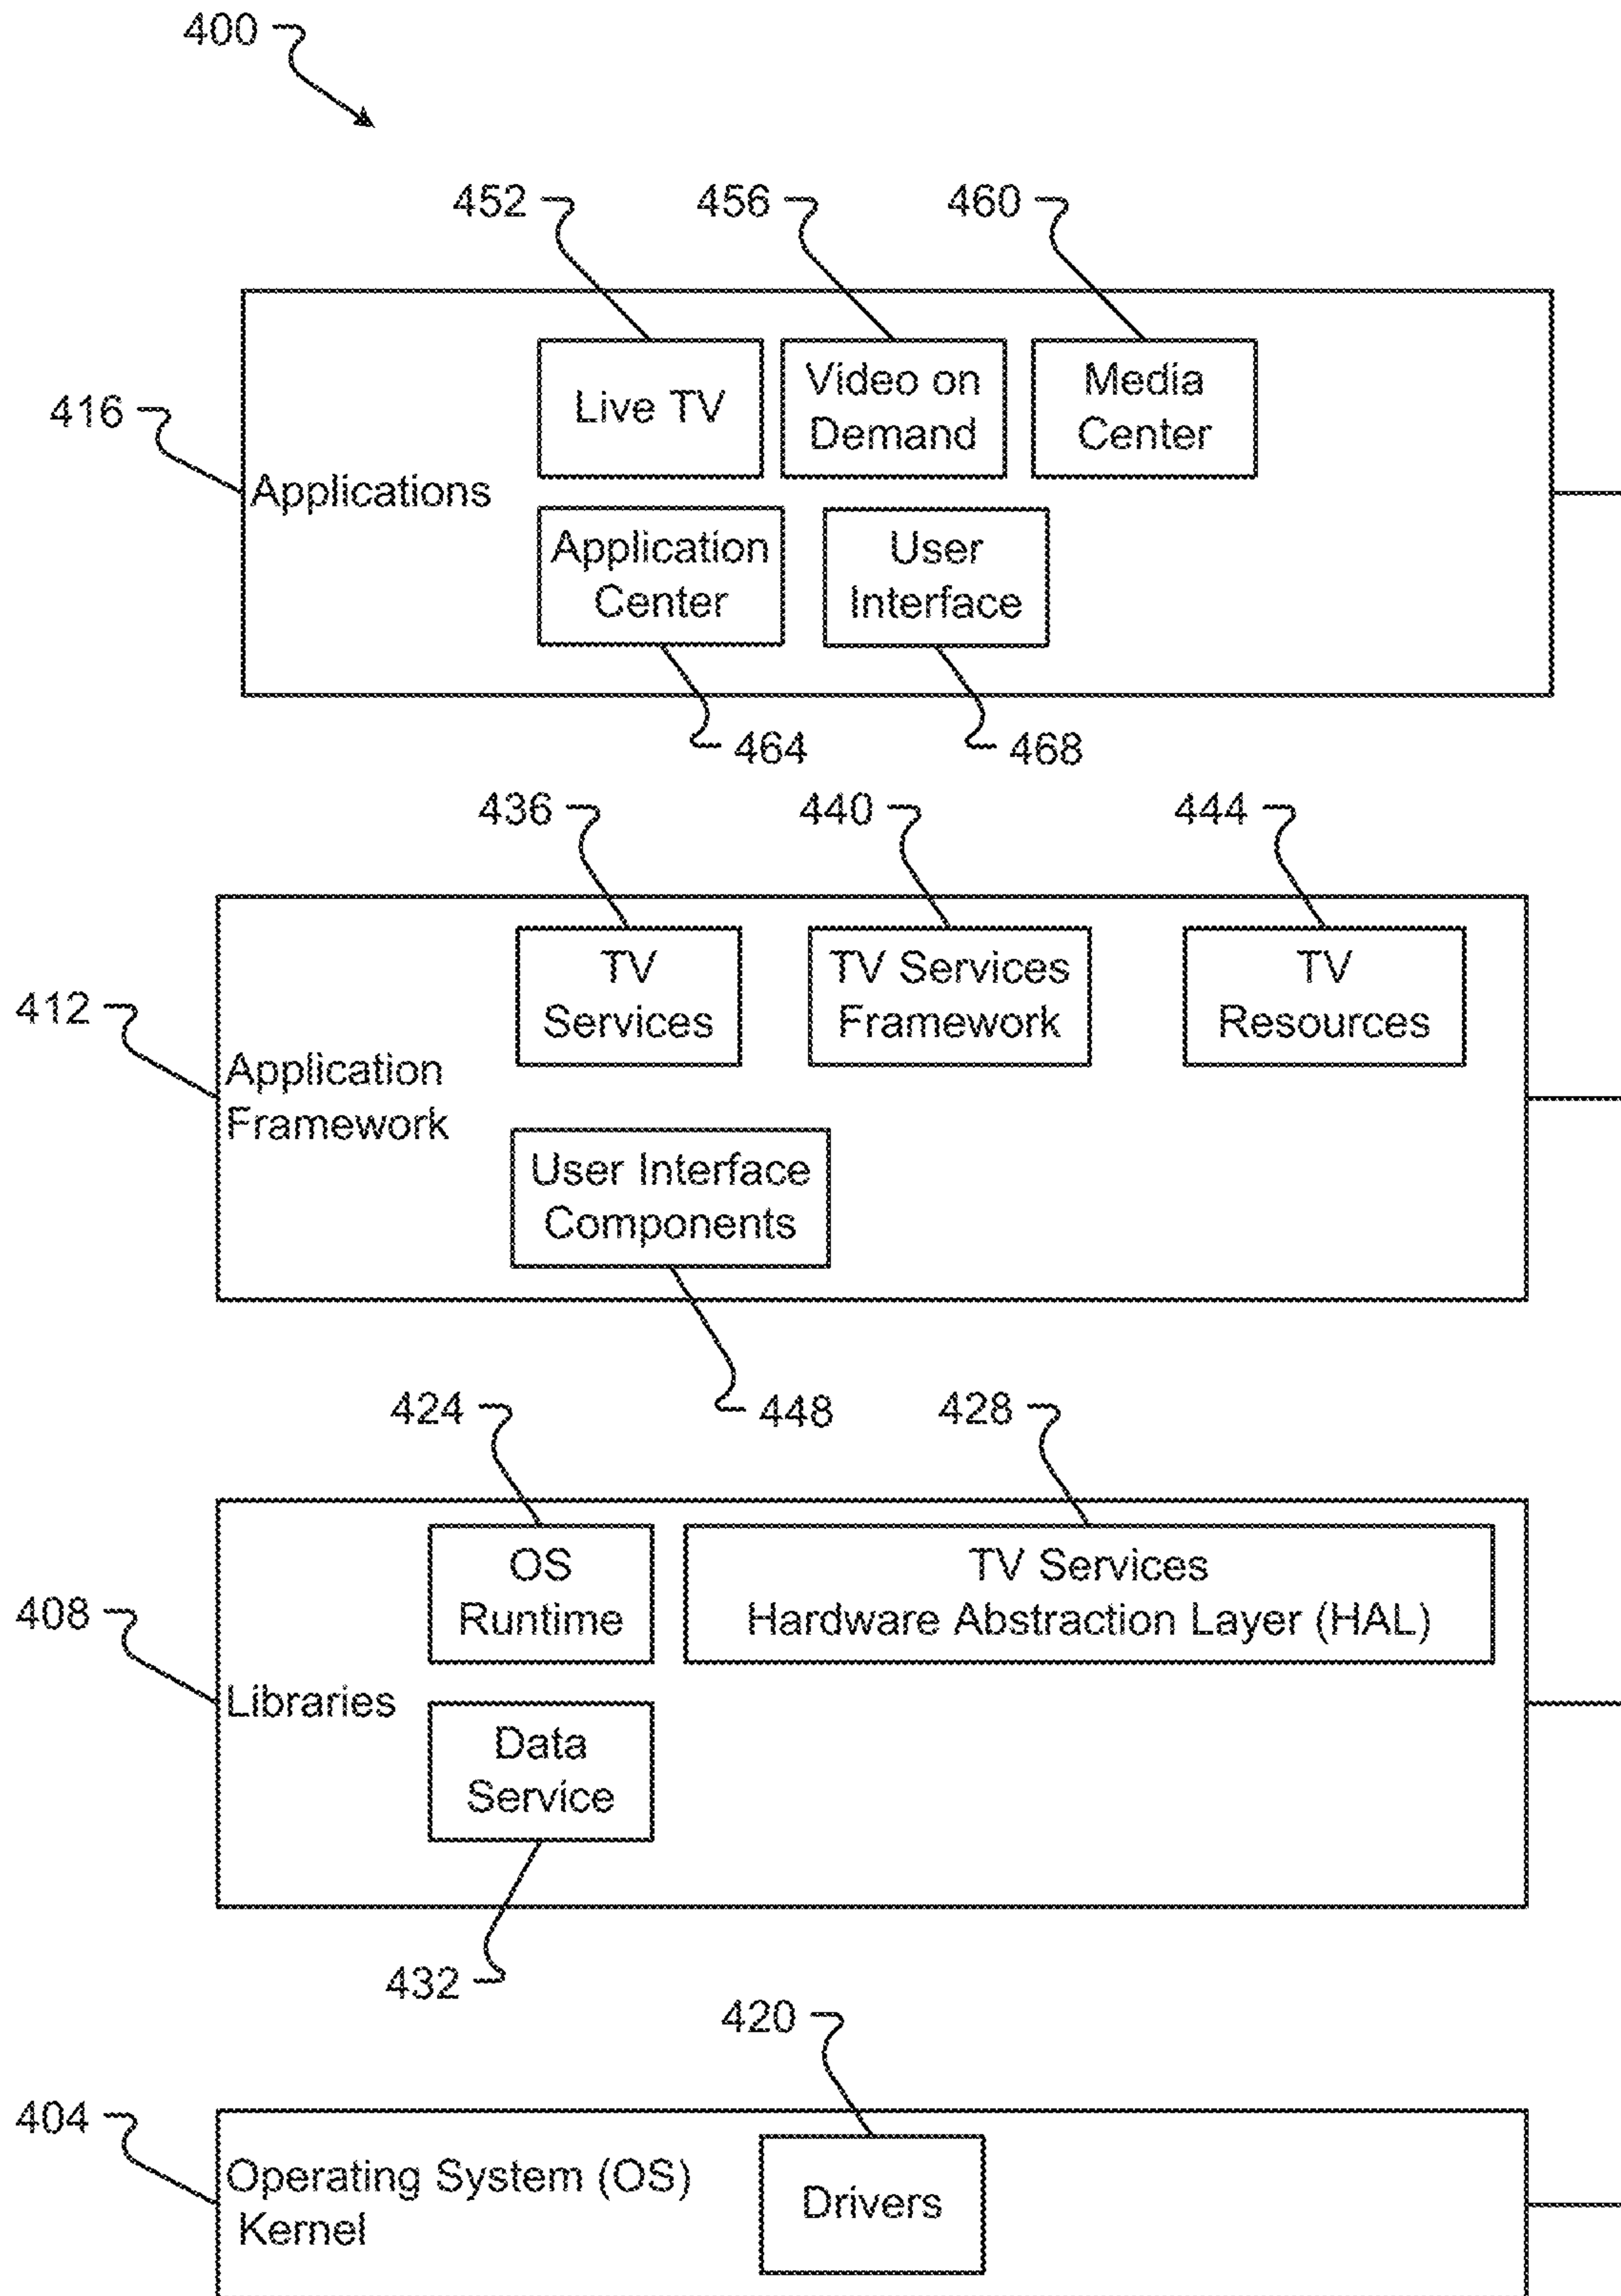 400
452
456
460
416
Applications
Live TV
Video on
Demand
Media
Center
Application
Center
User
Interface
464
468
436
440
444
412
Application
Framework
TV
Services
TV Services
Framework
TV
Resources
User Interface
Components
448
424
428
408
Libraries
OS
Runtime
TV Services
Hardware Abstraction Layer (HAL)
Data
Service
432
420
404
Operating System (OS)
Kernel
Drivers